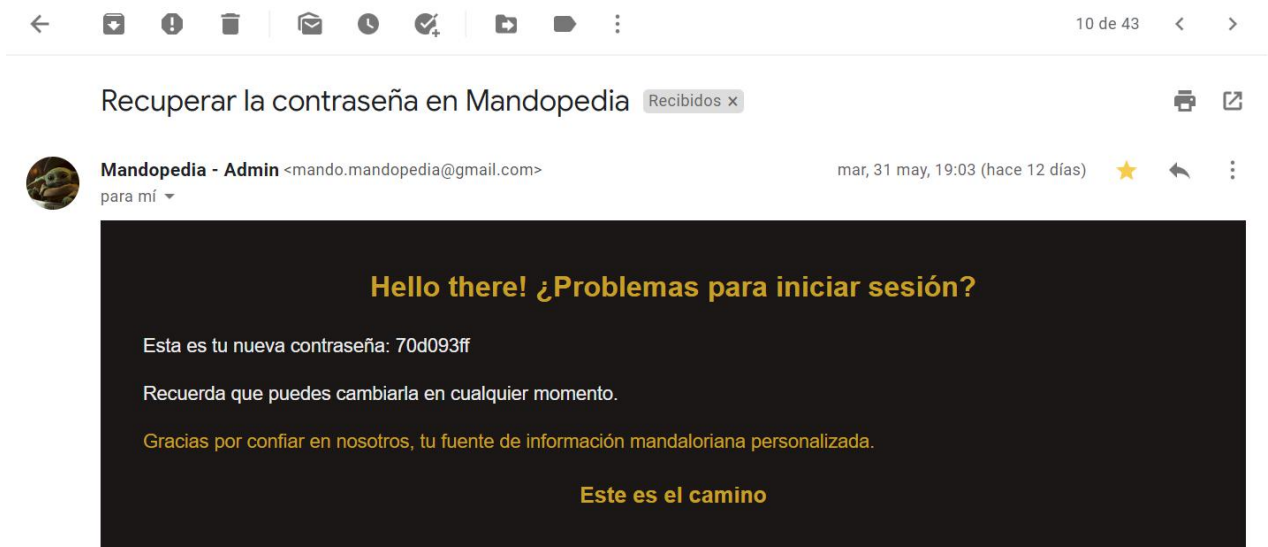 10 de 43
Recuperar la contraseña en Mandopedia Recibidos x
Mandopedia - Admin <mando.mandopedia@gmail.com> mar, 31 may, 19:03 (hace 12 días)
para mí
Hello there! ¿Problemas para iniciar sesión?
Esta es tu nueva contraseña: 70d093ff
Recuerda que puedes cambiarla en cualquier momento.
Gracias por confiar en nosotros, tu fuente de información mandaloriana personalizada.
Este es el camino